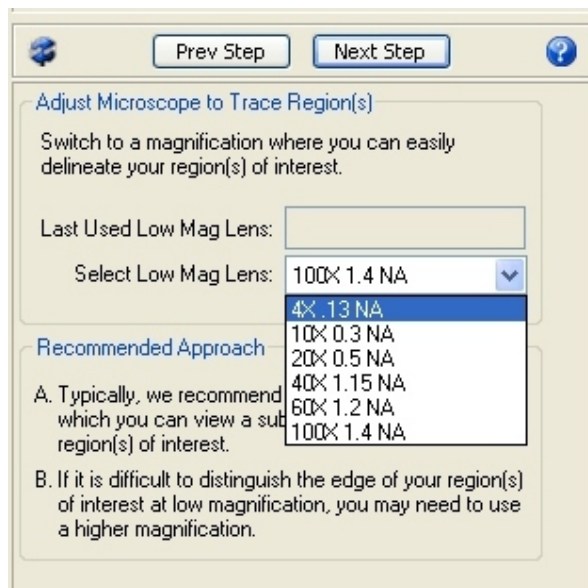 Prev Step
Next Step
?
Adjust Microscope to Trace Region(s)
Switch to a magnification where you can easily
delineate your region(s) of interest.
Last Used Low Mag Lens:
Select Low Mag Lens:
100X 1.4 NA
4X .13 NA
10X 0.3 NA
20X 0.5 NA
40X 1.15 NA
60X 1.2 NA
100X 1.4 NA
Recommended Approach
A. Typically, we recommend
which you can view a sub
region(s) of interest.
B. If it is difficult to distinguish the edge of your region(s)
of interest at low magnification, you may need to use
a higher magnification.